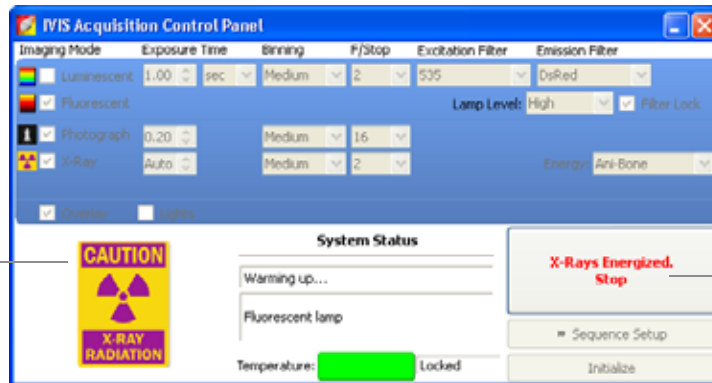 IVIS Acquisition Control Panel
Imaging Mode Exposure Time Binning F/Stop Excitation Filter Emission Filter
Luminescent 1.00 sec Medium 2 535 DsRed
Fluorescent Lamp Level: High Filter Lock
Photograph 0.20 Medium 16
X-Ray Auto Medium 2 Energy: Ani-Bone
Overlay Lights
CAUTION
X-RAY
RADIATION
System Status
Warming up...
Fluorescent lamp
Temperature: Locked
X-Rays Energized.
Stop
Sequence Setup
Initialize